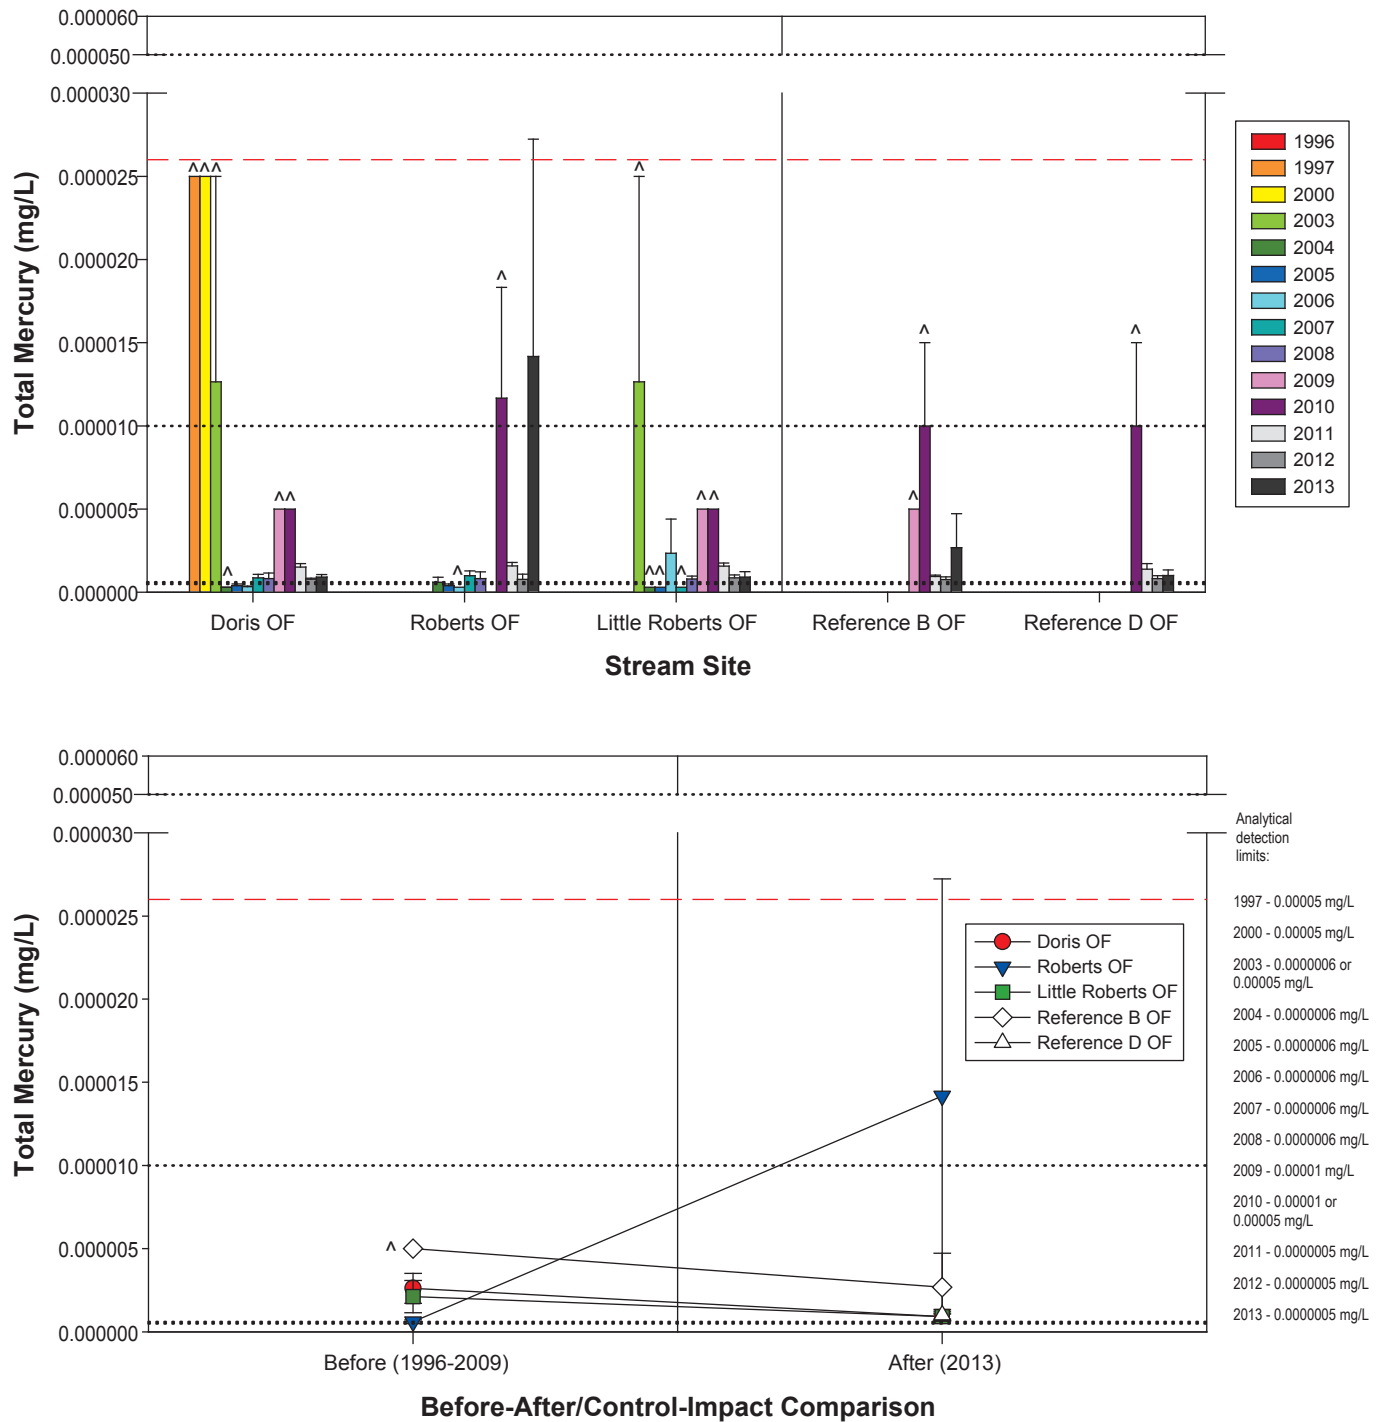 0.000060
0.000050
0.000030
0.000025
0.000020
0.000015
0.000010
0.000005
0.000000
Total Mercury (mg/L)
^ ^ ^
^
^ ^
^
^
^
^ ^
^
^ ^
^
^
^
Doris OF
Roberts OF
Little Roberts OF
Reference B OF
Reference D OF
Stream Site
1996
1997
2000
2003
2004
2005
2006
2007
2008
2009
2010
2011
2012
2013
0.000060
0.000050
0.000030
0.000025
0.000020
0.000015
0.000010
0.000005
0.000000
Total Mercury (mg/L)
^
Doris OF
Roberts OF
Little Roberts OF
Reference B OF
Reference D OF
Before (1996-2009)
After (2013)
Before-After/Control-Impact Comparison
Analytical
detection
limits:
1997 - 0.00005 mg/L
2000 - 0.00005 mg/L
2003 - 0.0000006 or
0.00005 mg/L
2004 - 0.0000006 mg/L
2005 - 0.0000006 mg/L
2006 - 0.0000006 mg/L
2007 - 0.0000006 mg/L
2008 - 0.0000006 mg/L
2009 - 0.00001 mg/L
2010 - 0.00001 or
0.00005 mg/L
2011 - 0.0000005 mg/L
2012 - 0.0000005 mg/L
2013 - 0.0000005 mg/L